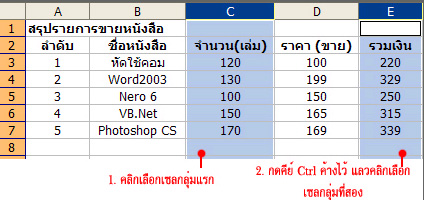 A B C D E
1 สรุปรายการขายหนังสือ
2 ลำดับ ชื่อหนังสือ จำนวน(เล่ม) ราคา (ขาย) รวมเงิน
3 1 หัดใช้คอม 120 100 220
4 2 Word2003 130 199 329
5 3 Nero 6 100 150 250
6 4 VB.Net 150 165 315
7 5 Photoshop CS 170 169 339
8
1. คลิกเลือกเซลกลุ่มแรก
2. กดคีย์ Ctrl ค้างไว้ แลวคลิกเลือก
เซลกลุ่มที่สอง